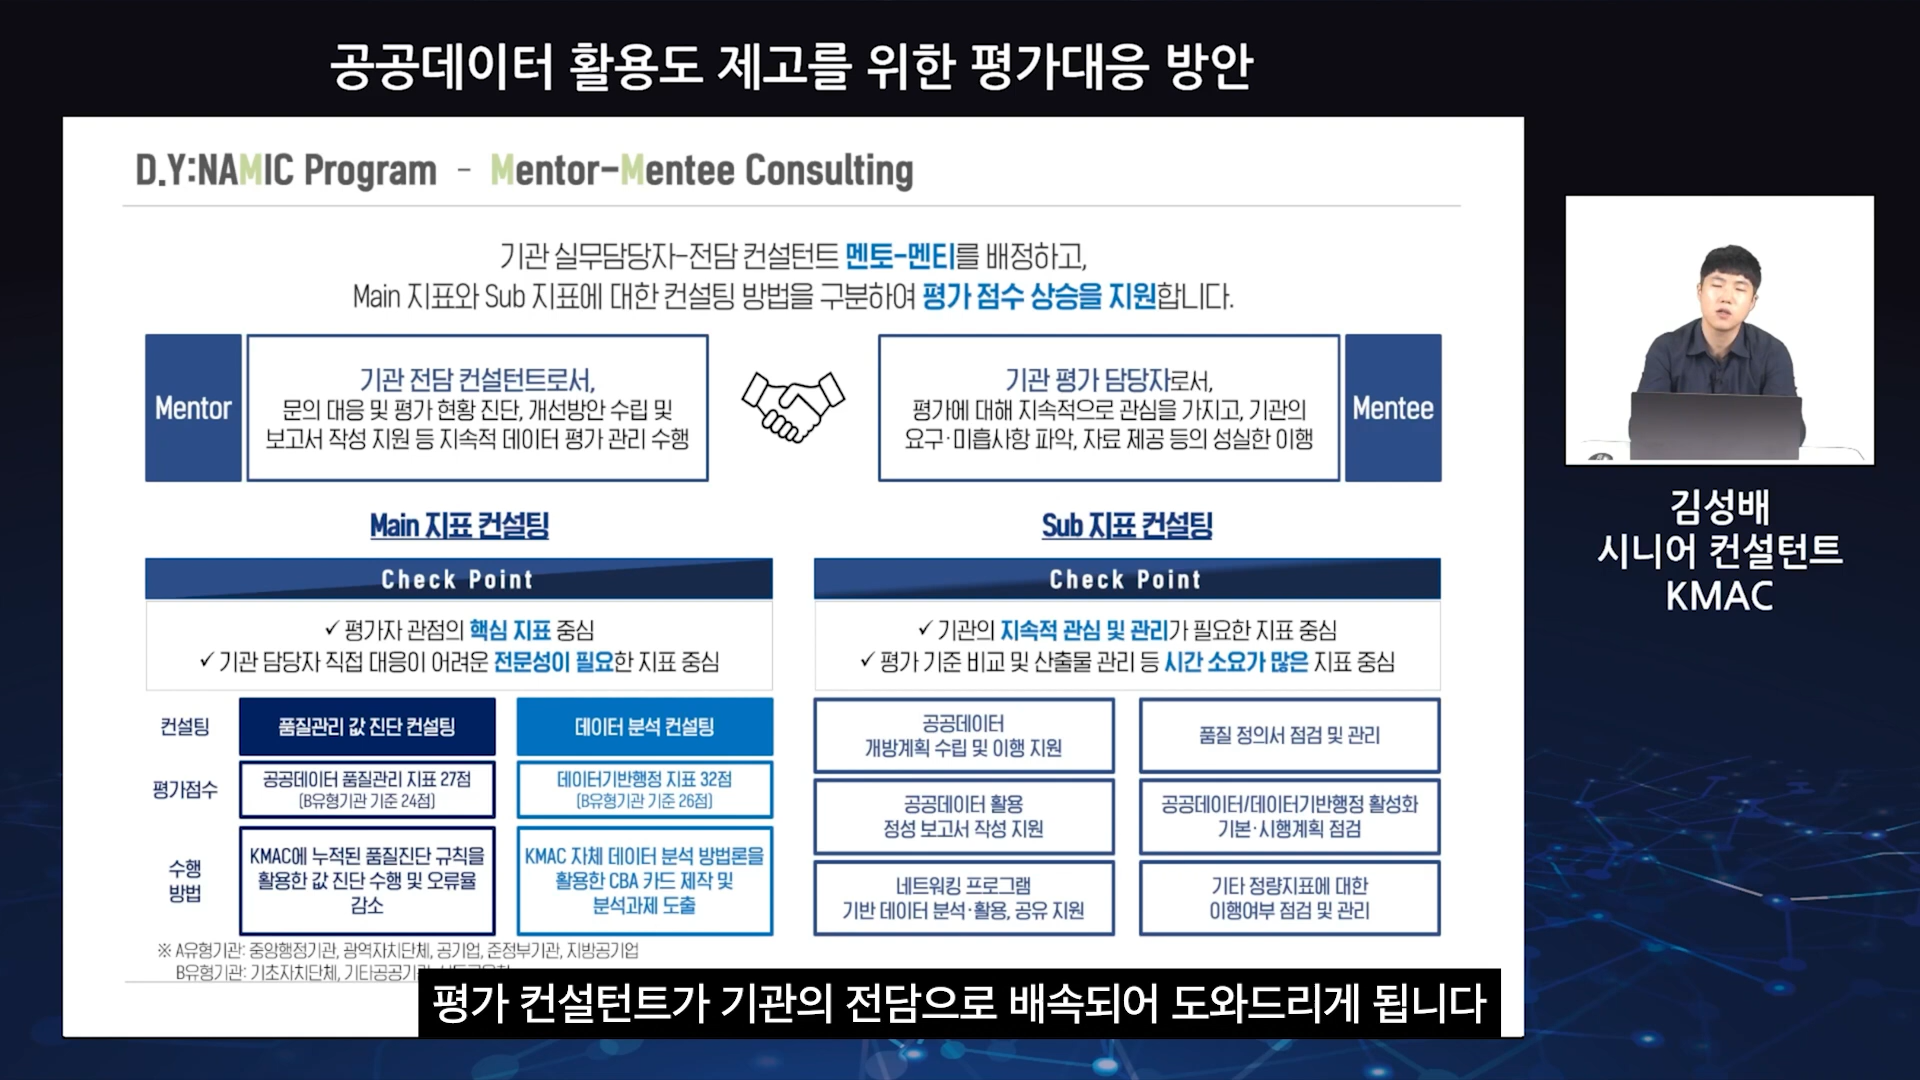 공공데이터 활용도 제고를 위한 평가대응 방안
D.Y:NAMIC Program - Mentor-Mentee Consulting
기관 실무담당자-전담 컨설턴트 멘토-멘티를 배정하고,
Main 지표와 Sub 지표에 대한 컨설팅 방법을 구분하여 평가 점수 상승을 지원합니다.
Mentor
기관 전담 컨설턴트로서,
문의 대응 및 평가 현황 진단, 개선방안 수립 및
보고서 작성 지원 등 지속적 데이터 평가 관리 수행
기관 평가 담당자로서,
평가에 대해 지속적으로 관심을 가지고, 기관의
요구·미흡사항 파악, 자료 제공 등의 성실한 이행
Mentee
Main 지표 컨설팅
Check Point
✓ 평가자 관점의 핵심 지표 중심
✓ 기관 담당자 직접 대응이 어려운 전문성이 필요한 지표 중심
컨설팅
품질관리 값 진단 컨설팅
데이터 분석 컨설팅
평가점수
공공데이터 품질관리 지표 27점
(B유형기관 기준 24점)
데이터기반행정 지표 32점
(B유형기관 기준 26점)
수행
방법
KMAC에 누적된 품질진단 규칙을
활용한 값 진단 수행 및 오류율
감소
KMAC 자체 데이터 분석 방법론을
활용한 CBA 카드 제작 및
분석과제 도출
※ A유형기관: 중앙행정기관, 광역자치단체, 공기업, 준정부기관, 지방공기업
B유형기관: 기초자치단체, 기타공공기관
Sub 지표 컨설팅
Check Point
✓ 기관의 지속적 관심 및 관리가 필요한 지표 중심
✓ 평가 기준 비교 및 산출물 관리 등 시간 소요가 많은 지표 중심
공공데이터
개방계획 수립 및 이행 지원
품질 정의서 점검 및 관리
공공데이터 활용
정성 보고서 작성 지원
공공데이터/데이터기반행정 활성화
기본·시행계획 점검
네트워킹 프로그램
기반 데이터 분석·활용, 공유 지원
기타 정량지표에 대한
이행여부 점검 및 관리
김성배
시니어 컨설턴트
KMAC
평가 컨설턴트가 기관의 전담으로 배속되어 도와드리게 됩니다